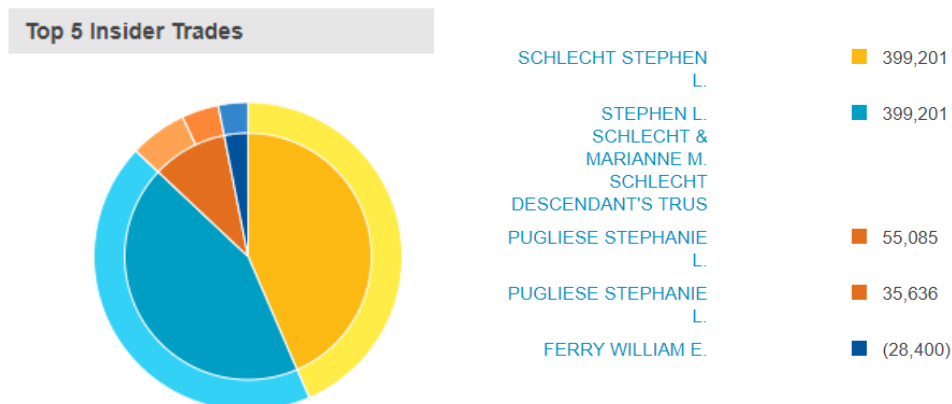 Top 5 Insider Trades
SCHLECHT STEPHEN 399,201
L.
STEPHEN L. 399,201
SCHLECHT &
MARIANNE M.
SCHLECHT
DESCENDANT'S TRUS
PUGLIESE STEPHANIE 55,085
L.
PUGLIESE STEPHANIE 35,636
L.
FERRY WILLIAM E. (28,400)